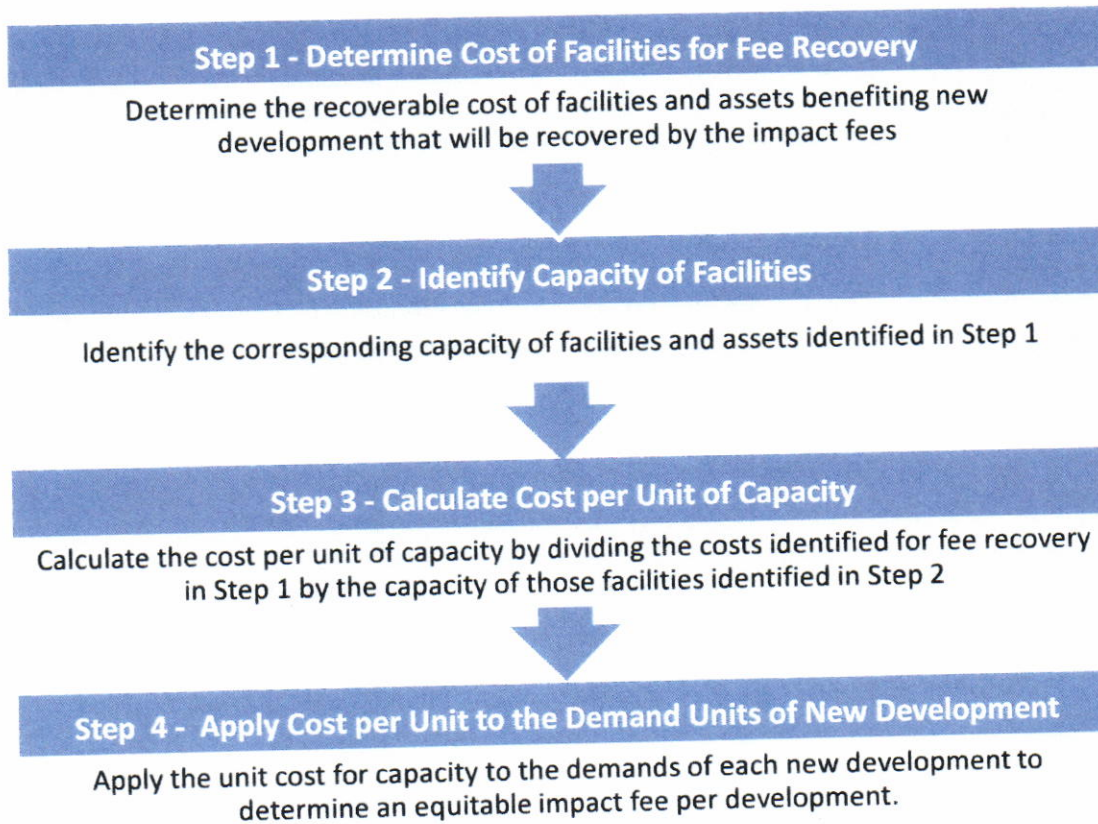 Step 1 - Determine Cost of Facilities for Fee Recovery
Determine the recoverable cost of facilities and assets benefiting new
development that will be recovered by the impact fees
Step 2 - Identify Capacity of Facilities
Identify the corresponding capacity of facilities and assets identified in Step 1
Step 3 - Calculate Cost per Unit of Capacity
Calculate the cost per unit of capacity by dividing the costs identified for fee recovery
in Step 1 by the capacity of those facilities identified in Step 2
Step 4 - Apply Cost per Unit to the Demand Units of New Development
Apply the unit cost for capacity to the demands of each new development to
determine an equitable impact fee per development.